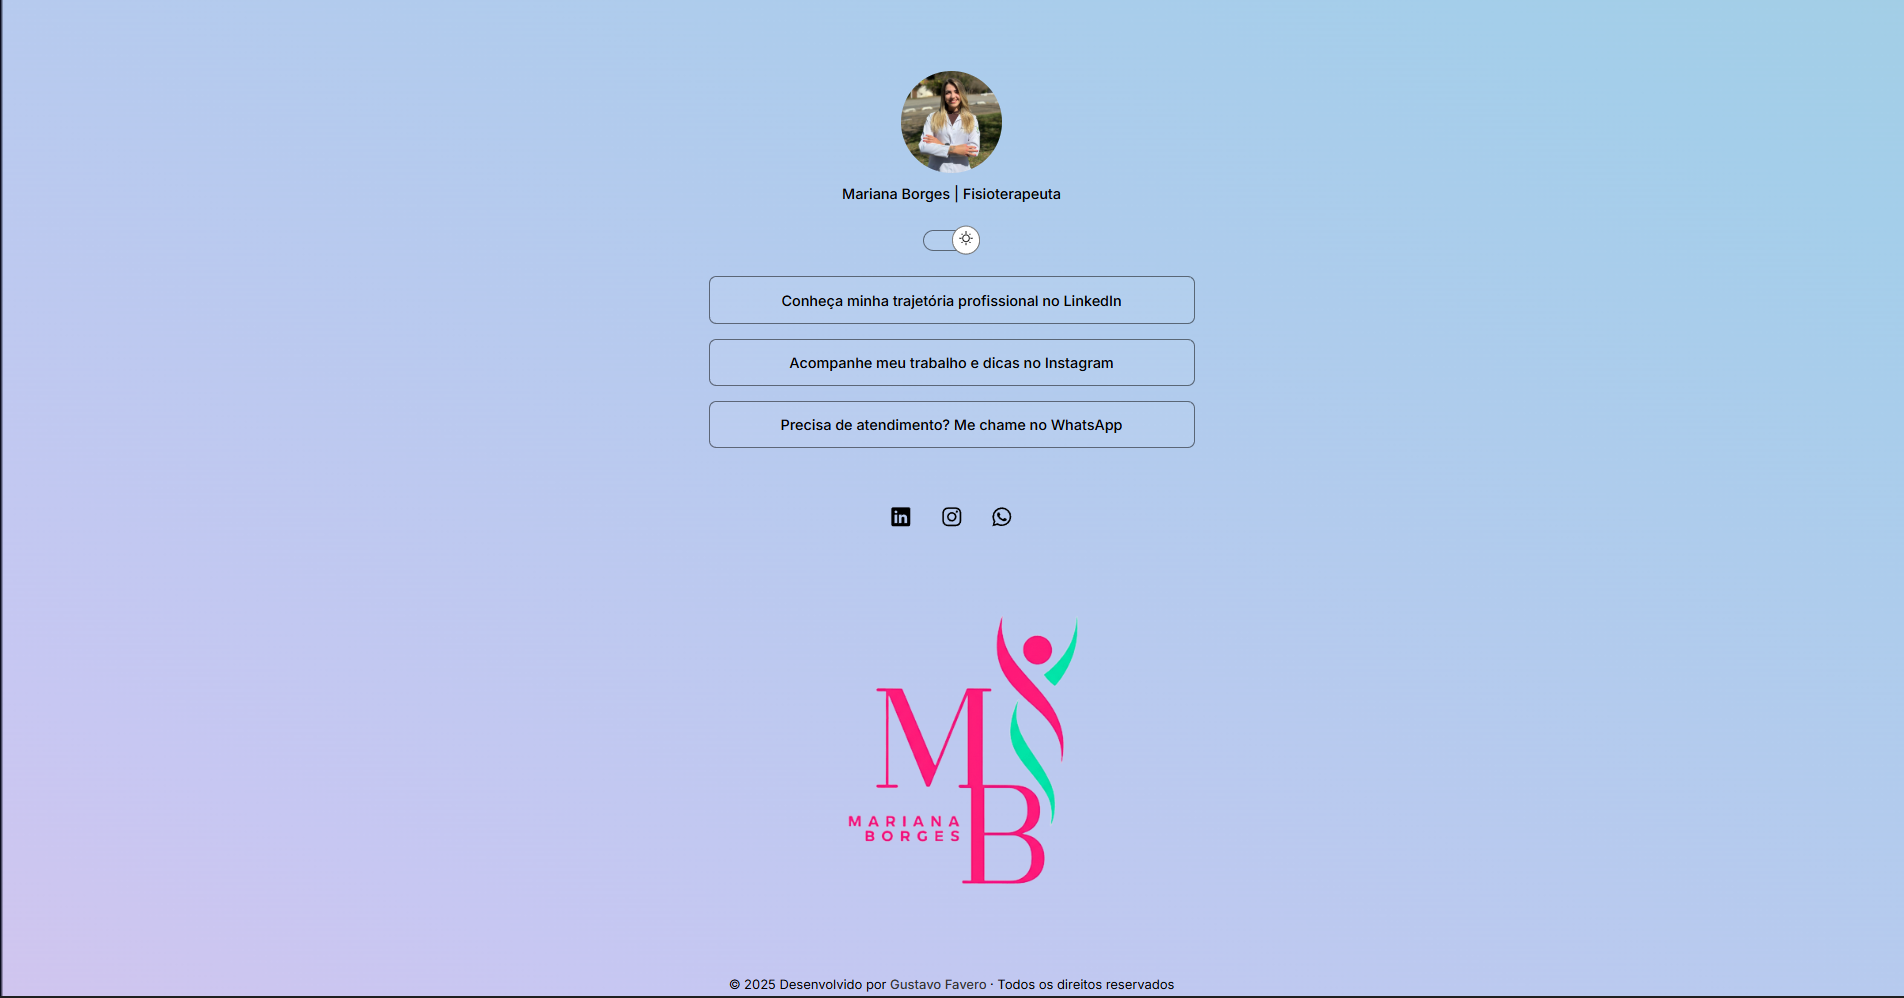 Mariana Borges | Fisioterapeuta
Conheça minha trajetória profissional no LinkedIn
Acompanhe meu trabalho e dicas no Instagram
Precisa de atendimento? Me chame no WhatsApp
in
M
MARIANA
BORGES
B
© 2025 Desenvolvido por Gustavo Favero · Todos os direitos reservados